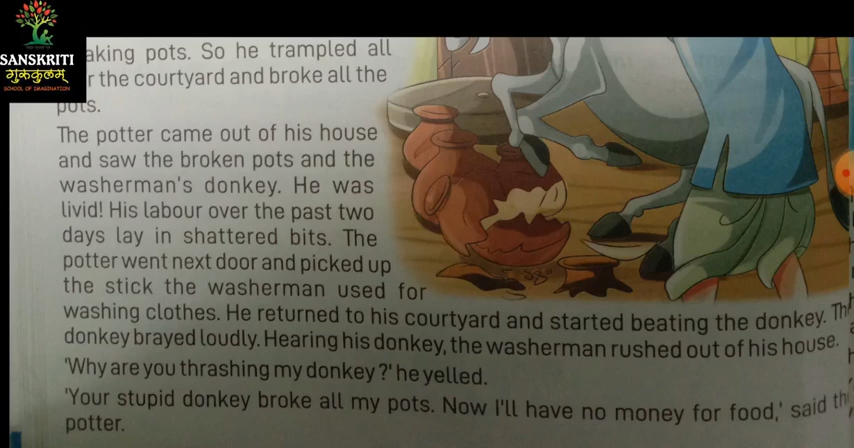 SANSKRITI
गुरुकुलम्
SCHOOL OF IMAGINATION
aking pots. So he trampled all
r the courtyard and broke all the
pots.
The potter came out of his house
and saw the broken pots and the
washerman's donkey. He was
livid! His labour over the past two
days lay in shattered bits. The
potter went next door and picked up
the stick the washerman used for
washing clothes. He returned to his courtyard and started beating the donkey. Th
donkey brayed loudly. Hearing his donkey, the washerman rushed out of his house.
'Why are you thrashing my donkey ?' he yelled.
'Your stupid donkey broke all my pots. Now I'll have no money for food,' said th
potter.